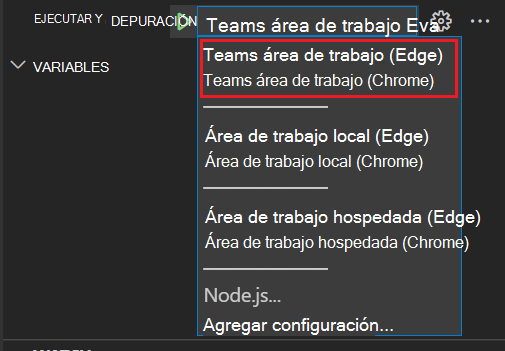 EJECUTAR Y DEPURACIÓN Teams área de trabajo Eva
Teams área de trabajo (Edge)
VARIABLES
Teams área de trabajo (Chrome)
Área de trabajo local (Edge)
Área de trabajo local (Chrome)
Área de trabajo hospedada (Edge)
Área de trabajo hospedada (Chrome)
Node.js...
Agregar configuración...